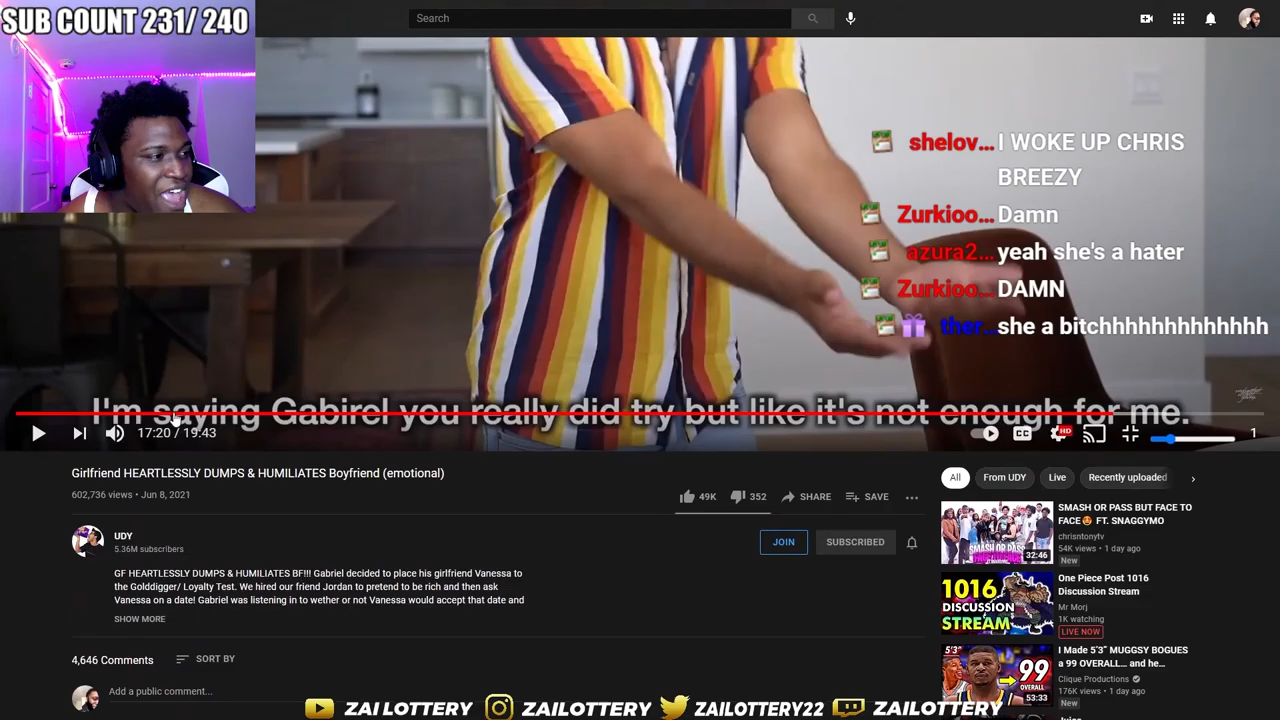 SUB COUNT 231/ 240
Search
shelov... I WOKE UP CHRIS
BREEZY
Zurkioo... Damn
azura2... yeah she's a hater
Zurkioo... DAMN
ther... she a bitchhhhhhhhhhhhh
I'm saying Gabirel you really did try but like it's not enough for me.
17:20 / 19:43
CC
HD
1
Girlfriend HEARTLESSLY DUMPS & HUMILIATES Boyfriend (emotional)
602,736 views • Jun 8, 2021
49K
352
SHARE
SAVE
UDY
5.36M subscribers
JOIN
SUBSCRIBED
GF HEARTLESSLY DUMPS & HUMILIATES BF!!! Gabriel decided to place his girlfriend Vanessa to
the Golddigger/ Loyalty Test. We hired our friend Jordan to pretend to be rich and then ask
Vanessa on a date! Gabriel was listening in to wether or not Vanessa would accept that date and
SHOW MORE
4,646 Comments
SORT BY
Add a public comment...
All
From UDY
Live
Recently uploaded
SMASH OR PASS BUT FACE TO
FACE😍 FT. SNAGGYMO
chrisntonytv
54K views • 1 day ago
New
32:46
One Piece Post 1016
Discussion Stream
Mr Morj
1K watching
LIVE NOW
1016
DISCUSSION
STREAM
I Made 5'3" MUGGSY BOGUES
a 99 OVERALL… and he…
Clique Productions
176K views • 1 day ago
New
5'3"
99
OVERALL
53:33
ZAI LOTTERY
ZAILOTTERY
ZAILOTTERY22
ZAILOTTERY